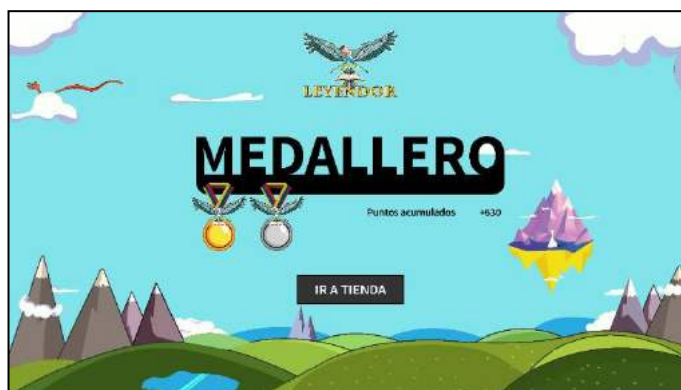 LEYENDOR
MEDALLERO
Puntos acumulados +630
IR A TIENDA